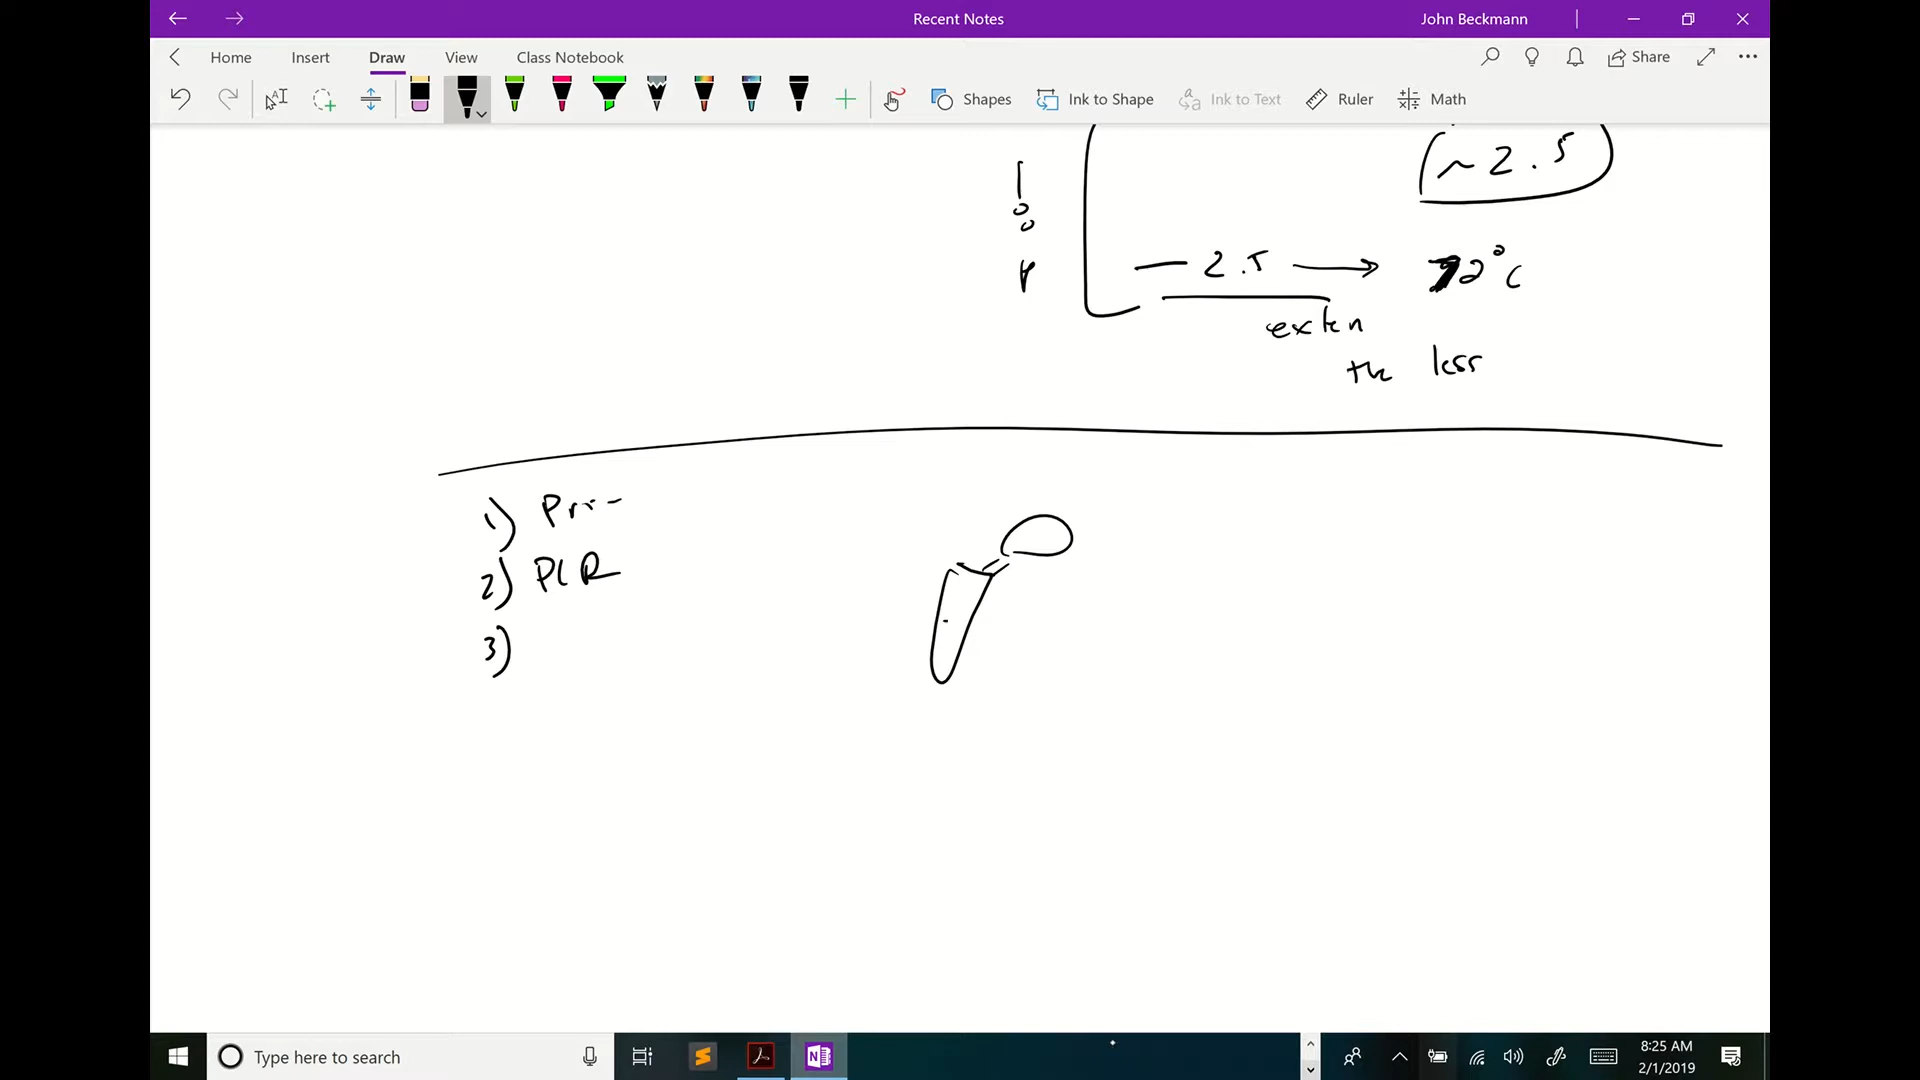 Recent Notes
John Beckmann
Home Insert Draw View Class Notebook
Share
Shapes Ink to Shape Ink to Text Ruler Math
~2.5
L
o
o
P
— 2.5 → 72°C
exten
the less
1) Pri-
2) PCR
3)
Type here to search
8:25 AM
2/1/2019